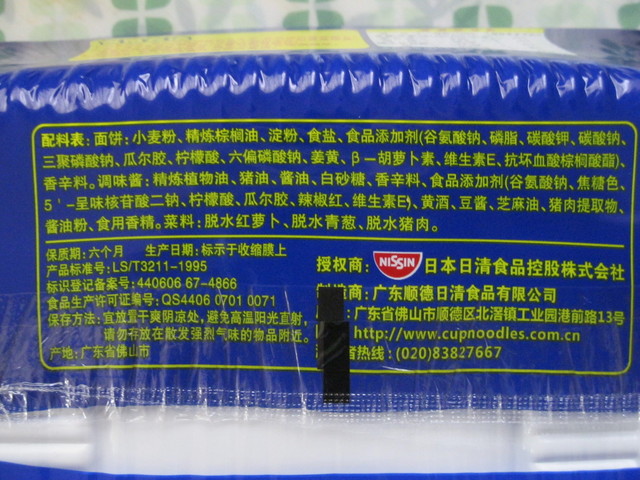 配料表: 面饼: 小麦粉、精炼棕榈油、淀粉、食盐、食品添加剂(谷氨酸钠、磷脂、碳酸钾、碳酸钠、
三聚磷酸钠、瓜尔胶、柠檬酸、六偏磷酸钠、姜黄、β－胡萝卜素、维生素E、抗坏血酸棕榈酸酯)、
香辛料。调味酱: 精炼植物油、猪油、酱油、白砂糖、香辛料、食品添加剂(谷氨酸钠、焦糖色、
5'-呈味核苷酸二钠、柠檬酸、瓜尔胶、辣椒红、维生素E)、黄酒、豆酱、芝麻油、猪肉提取物、
酱油粉、食用香精。菜料: 脱水红萝卜、脱水青葱、脱水猪肉。
保质期: 六个月 生产日期: 标示于收缩膜上
产品标准号: LS/T3211-1995
标识登记备案号: 440606 67-4866
食品生产许可证编号: QS4406 0701 0071
保存方法: 宜放置干爽阴凉处, 避免高温阳光直射,
请勿存放在散发强烈气味的物品附近。
产地: 广东省佛山市
授权商: NISSIN 日本日清食品控股株式会社
制造商: 广东顺德日清食品有限公司
广东省佛山市顺德区北滘镇工业园港前路13号
http://www.cupnoodles.com.cn
者热线: (020)83827667